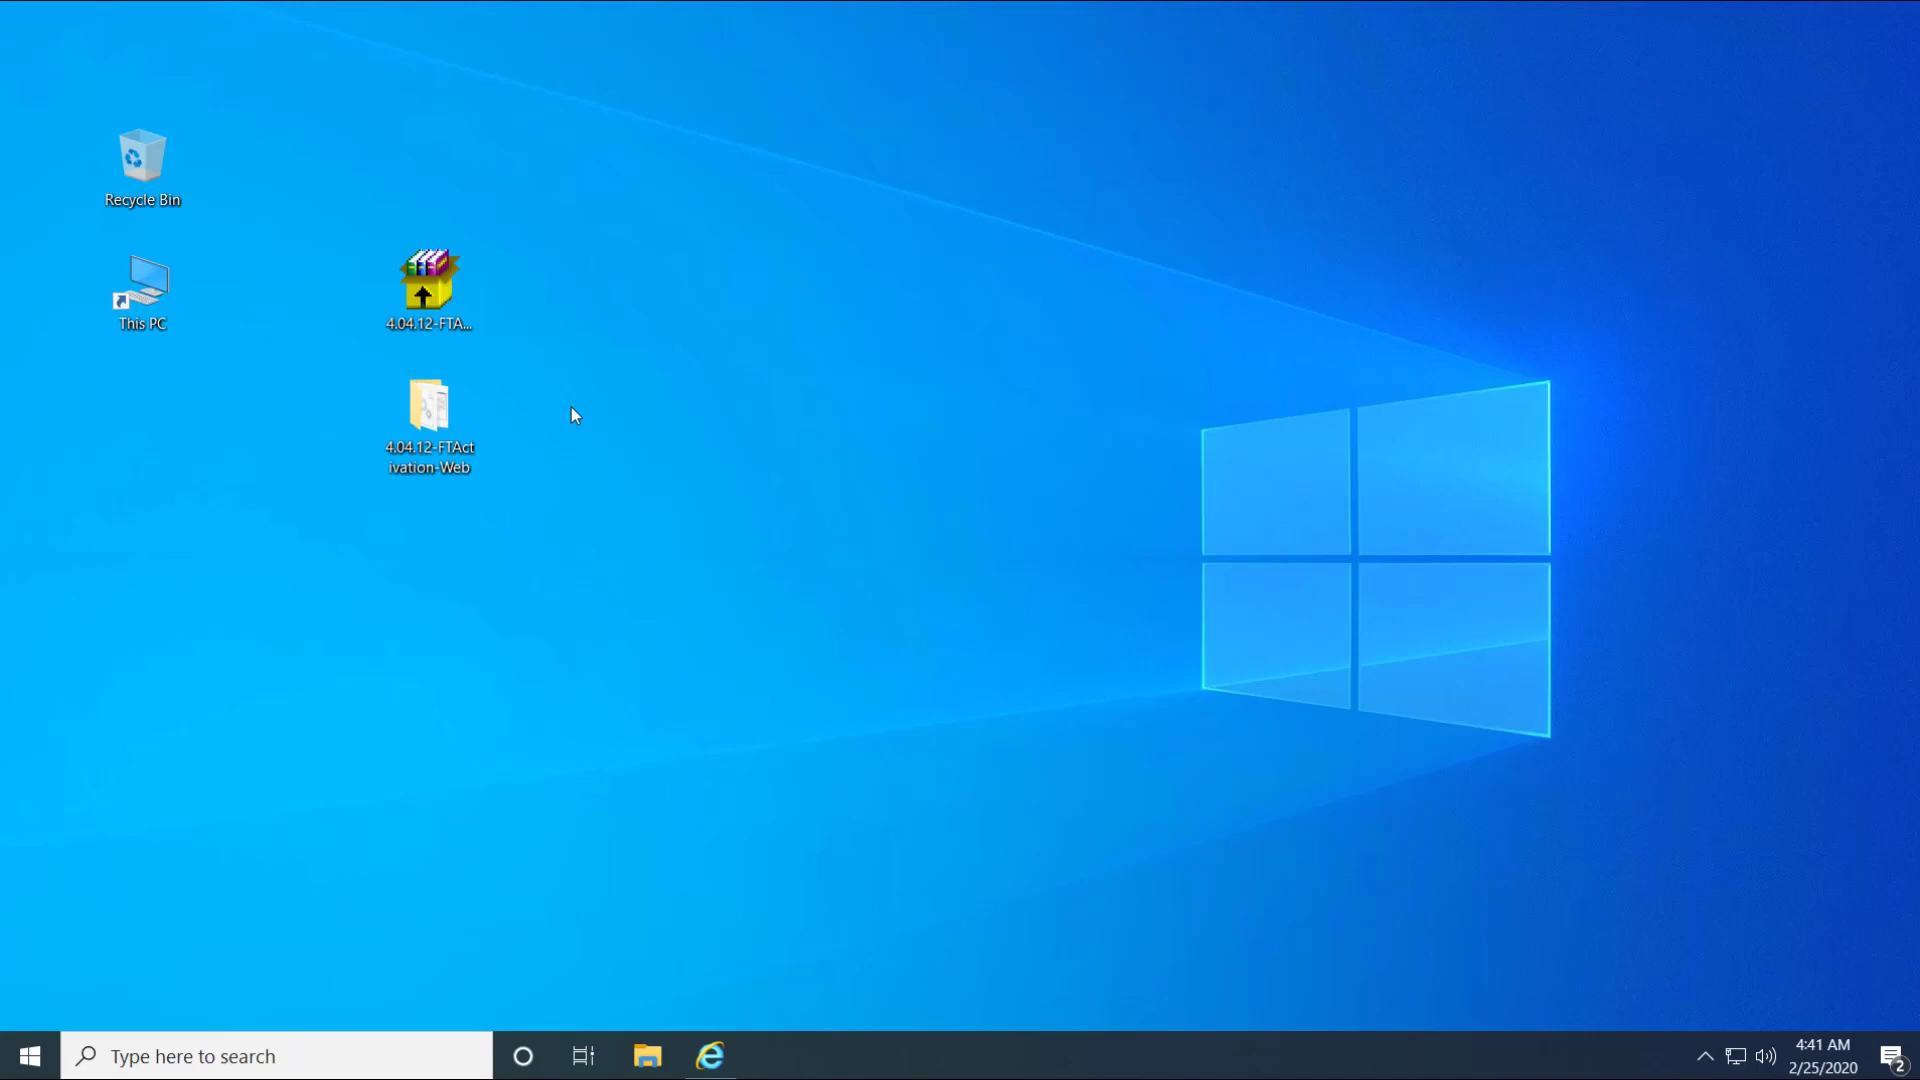 Recycle Bin
This PC
4.04.12-FTA...
4.04.12-FTAct
ivation-Web
Type here to search
4:41 AM
2/25/2020
2